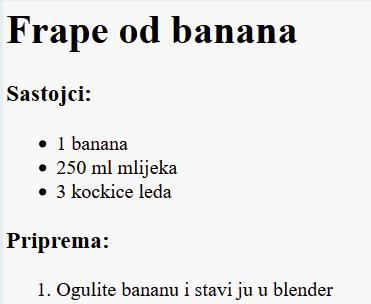 Frape od banana
Sastojci:
• 1 banana
• 250 ml mlijeka
• 3 kockice leda
Priprema:
1. Ogulite bananu i stavi ju u blender